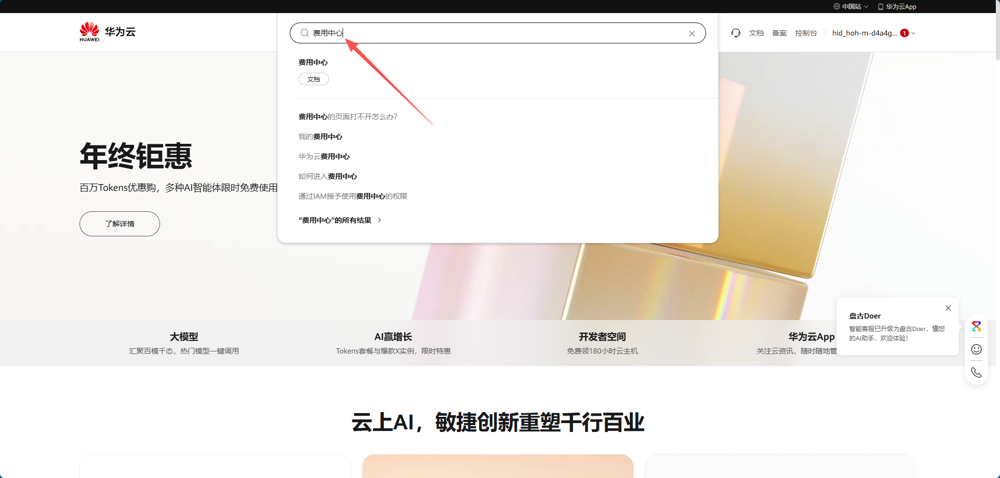 中国站
华为云App
HUAWEI
华为云
费用中心
文档
备案
控制台
hid_hoh-m-d4a4g...
1
费用中心
文档
费用中心的页面打不开怎么办?
我的费用中心
华为云费用中心
如何进入费用中心
通过IAM授予使用费用中心的权限
“费用中心”的所有结果
年终钜惠
百万Tokens优惠购，多种AI智能体限时免费使用
了解详情
盘古Doer
智能客服已升级为盘古Doer，懂您
的AI助手，欢迎体验！
大模型
汇聚百模千态，热门模型一键调用
AI赢增长
Tokens套餐与爆款X实例，限时特惠
开发者空间
免费领180小时云主机
华为云App
关注云资讯，随时随地管
云上AI，敏捷创新重塑千行百业